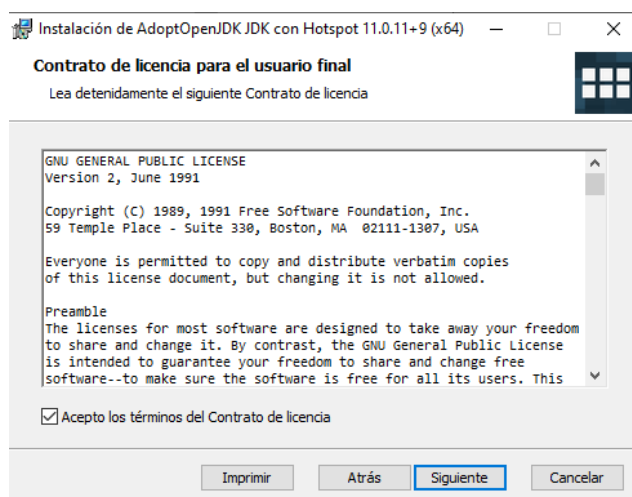 Instalación de AdoptOpenJDK JDK con Hotspot 11.0.11+9 (x64)
Contrato de licencia para el usuario final
Lea detenidamente el siguiente Contrato de licencia
GNU GENERAL PUBLIC LICENSE
Version 2, June 1991
Copyright (C) 1989, 1991 Free Software Foundation, Inc.
59 Temple Place - Suite 330, Boston, MA  02111-1307, USA
Everyone is permitted to copy and distribute verbatim copies
of this license document, but changing it is not allowed.
Preamble
The licenses for most software are designed to take away your freedom
to share and change it. By contrast, the GNU General Public License
is intended to guarantee your freedom to share and change free
software--to make sure the software is free for all its users. This
Acepto los términos del Contrato de licencia
Imprimir Atrás Siguiente Cancelar